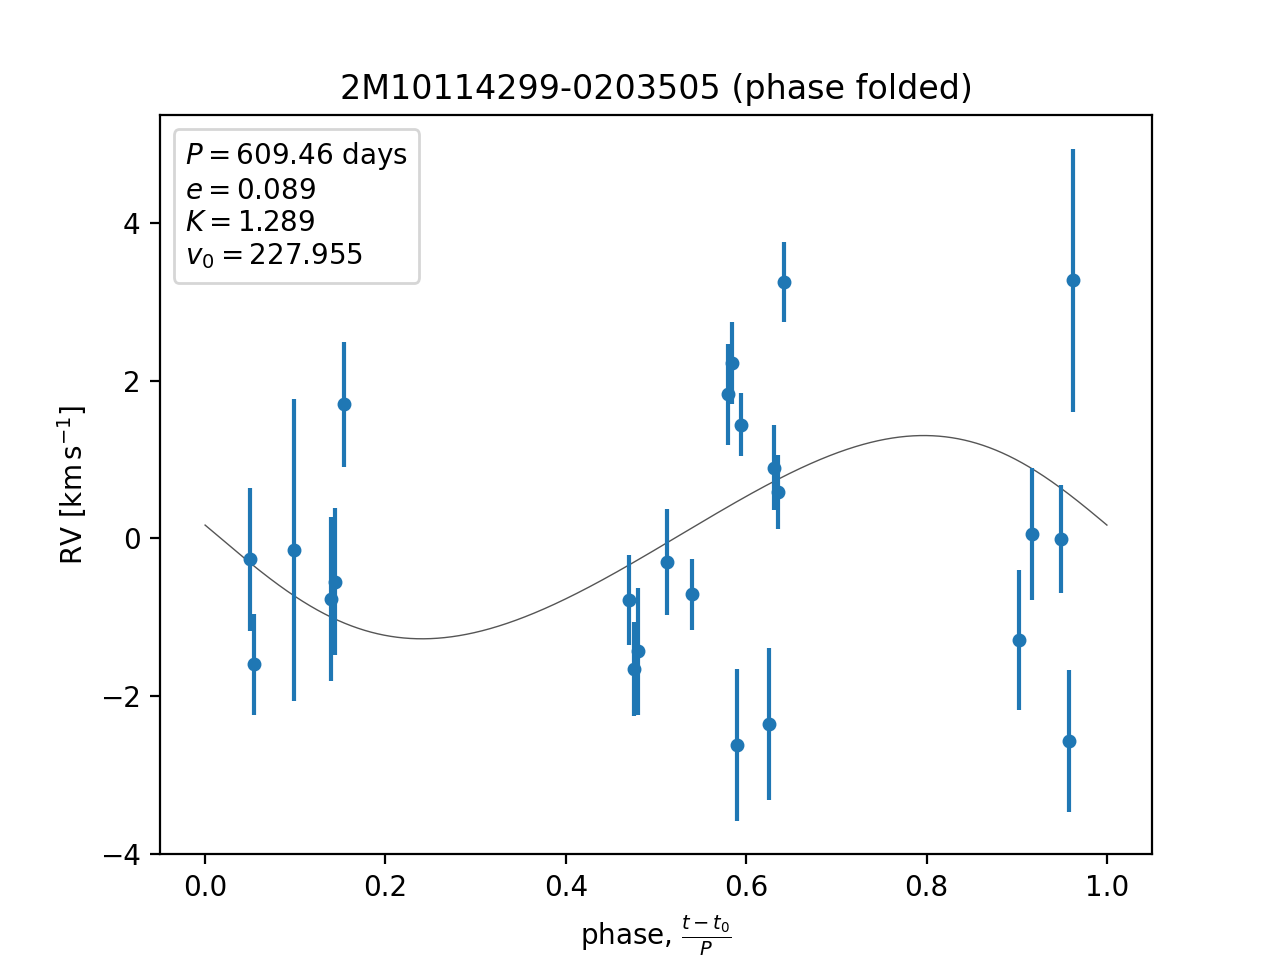 2M10114299-0203505 (phase folded)
P = 609.46 days
e = 0.089
K = 1.289
v₀ = 227.955
RV [km s⁻¹]
4
2
0
−2
−4
0.0 0.2 0.4 0.6 0.8 1.0
phase, (t − t₀)/P